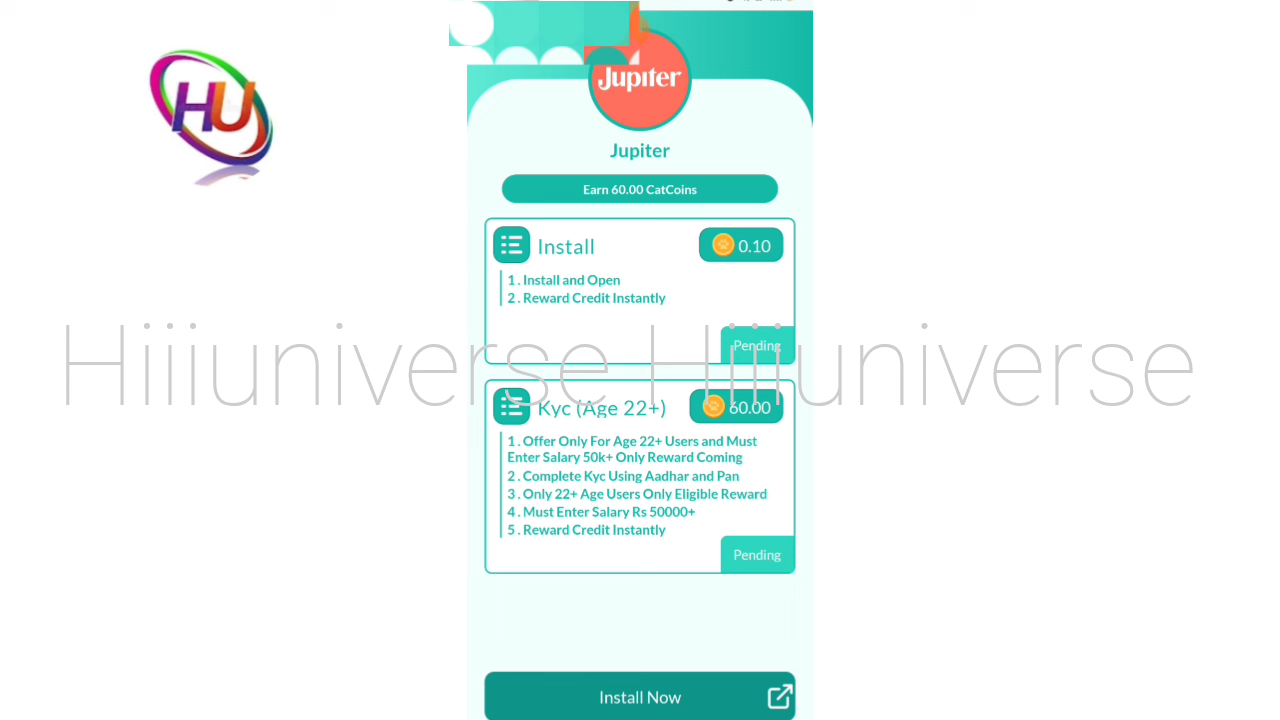 HU
Jupiter
Jupiter
Earn 60.00 CatCoins
Install
0.10
1 . Install and Open
2 . Reward Credit Instantly
Pending
Hiiiuniverse Hiiiuniverse
Kyc (Age 22+)
60.00
1 . Offer Only For Age 22+ Users and Must
Enter Salary 50k+ Only Reward Coming
2 . Complete Kyc Using Aadhar and Pan
3 . Only 22+ Age Users Only Eligible Reward
4 . Must Enter Salary Rs 50000+
5 . Reward Credit Instantly
Pending
Install Now